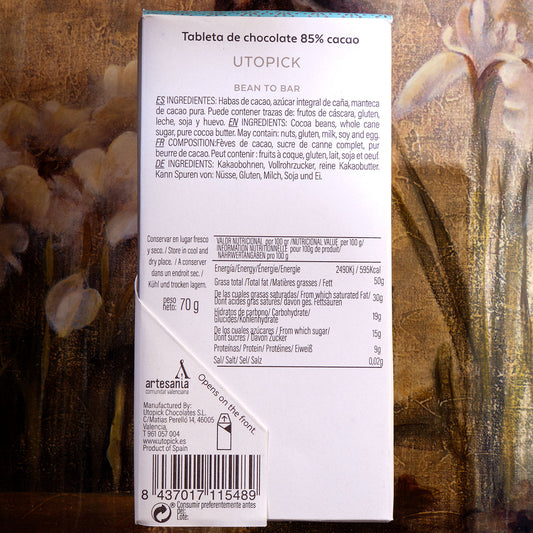 Tableta de chocolate 85% cacao
UTOPICK
BEAN TO BAR
ES INGREDIENTES: Habas de cacao, azúcar integral de caña, manteca
de cacao pura. Puede contener trazas de: frutos de cáscara, gluten,
leche, soja y huevo. EN INGREDIENTS: Cocoa beans, whole cane
sugar, pure cocoa butter. May contain: nuts, gluten, milk, soy and egg.
FR COMPOSITION:Fèves de cacao, sucre de canne complet, pur
beurre de cacao. Peut contenir : fruits à coque, gluten, lait, soja et oeuf.
DE INGREDIENTS: Kakaobohnen, Vollrohrzucker, reine Kakaobutter.
Kann Spuren von: Nüsse, Gluten, Milch, Soja und Ei.
Conservar en lugar fresco
y seco. / Store in cool and
dry place. / A conserver
dans un endroit sec. /
Kühl und trocken lagern.
peso
neto: 70 g
VALOR NUTRICIONAL por 100 gr /NUTRICIONAL VALUE per 100 g/
INFORMATION NUTRITIONNELLE pour 100g de produit/
NÄHRWERTANGABEN pro 100 g
Energía/Energy/Energie/Energie 2490Kj / 595Kcal
Grasa total /Total fat /Matières grasses / Fett 50g
De las cuales grasas saturadas/ From which saturated Fat/
Dont acides gras saturés/ davon Fettsäuren 30g
Hidratos de carbono/ Carbohydrate/
Glucides/Kohlenhydrate 19g
De los cuales azúcares / From which sugar/
Dont sucres / Davon Zucker 15g
Proteínas/ Protein/ Protéines/ Eiweiß 9g
Sal/ Salt/ Sel/ Salz 0,02g
artesanía
comunitat valenciana
Opens on the front.
Manufactured By:
Utopick Chocolates S.L.
C/Matias Perelló 14, 46005
Valencia,
T 961 057 004
www.utopick.es
Product of Spain
8 437017 115489
Consumir preferentemente antes
del:
Lote: